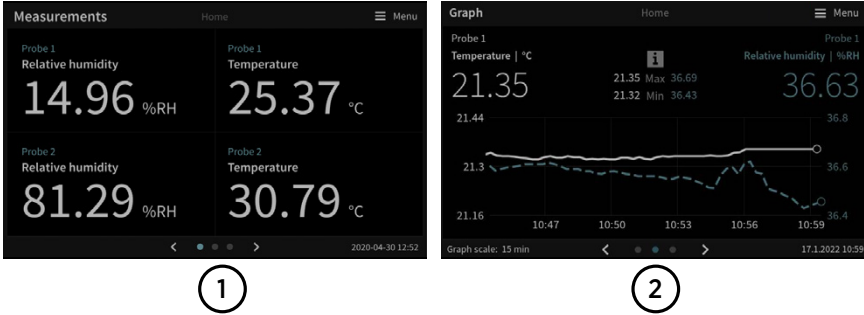 Measurements Home Menu
Probe 1 Probe 1
Relative humidity Temperature
14.96 %RH 25.37 °C
Probe 2 Probe 2
Relative humidity Temperature
81.29 %RH 30.79 °C
2020-04-30 12:52
1
Graph Home Menu
Probe 1 Probe 1
Temperature | °C Relative humidity | %RH
i
21.35 21.35 Max 36.69 36.63
21.32 Min 36.43
21.44 36.8
21.3 36.6
21.16 36.4
10:47 10:50 10:53 10:56 10:59
Graph scale: 15 min 17.1.2022 10:59
2